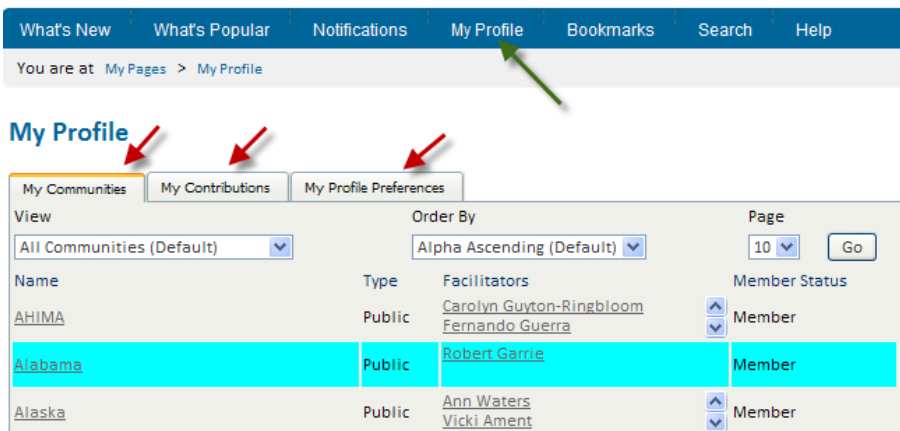 What's New What's Popular Notifications My Profile Bookmarks Search Help
You are at My Pages > My Profile
My Profile
My Communities My Contributions My Profile Preferences
View Order By Page
All Communities (Default) Alpha Ascending (Default) 10 Go
Name Type Facilitators Member Status
AHIMA Public Carolyn Guyton-Ringbloom Member
Fernando Guerra
Alabama Public Robert Garrie Member
Alaska Public Ann Waters Member
Vicki Ament